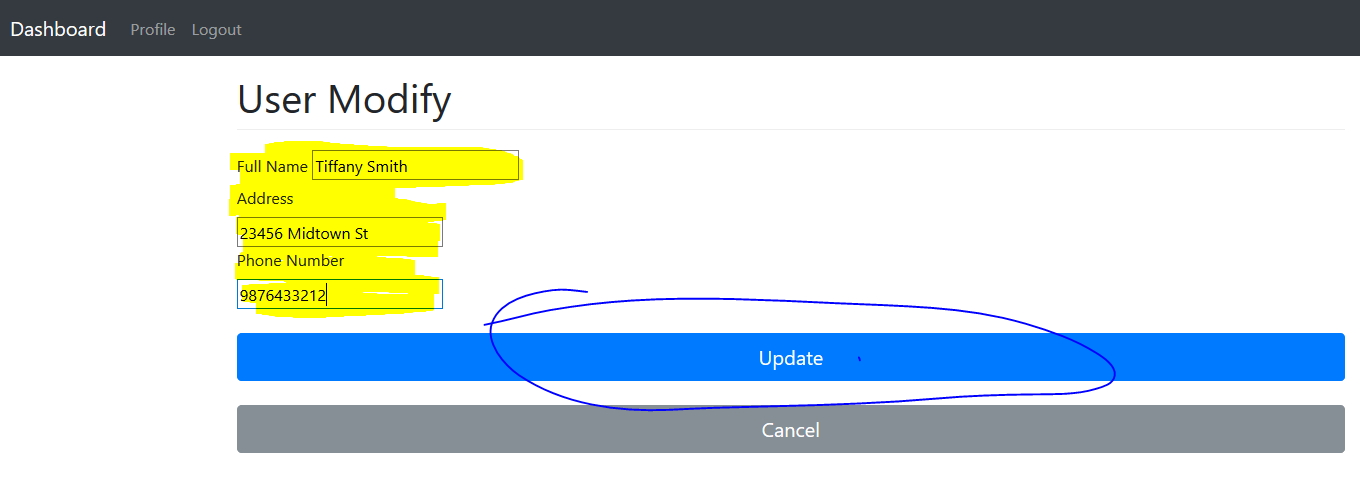 Dashboard Profile Logout
User Modify
Full Name Tiffany Smith
Address
23456 Midtown St
Phone Number
9876433212
Update
Cancel